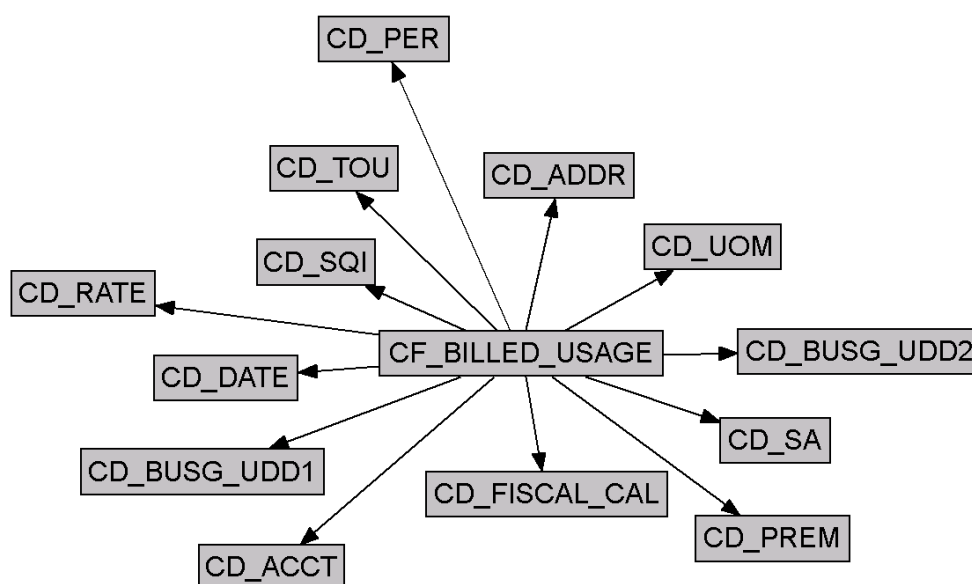 CD_PER
CD_TOU
CD_ADDR
CD_UOM
CD_SQI
CD_RATE
CF_BILLED_USAGE
CD_BUSG_UDD2
CD_DATE
CD_SA
CD_BUSG_UDD1
CD_FISCAL_CAL
CD_PREM
CD_ACCT